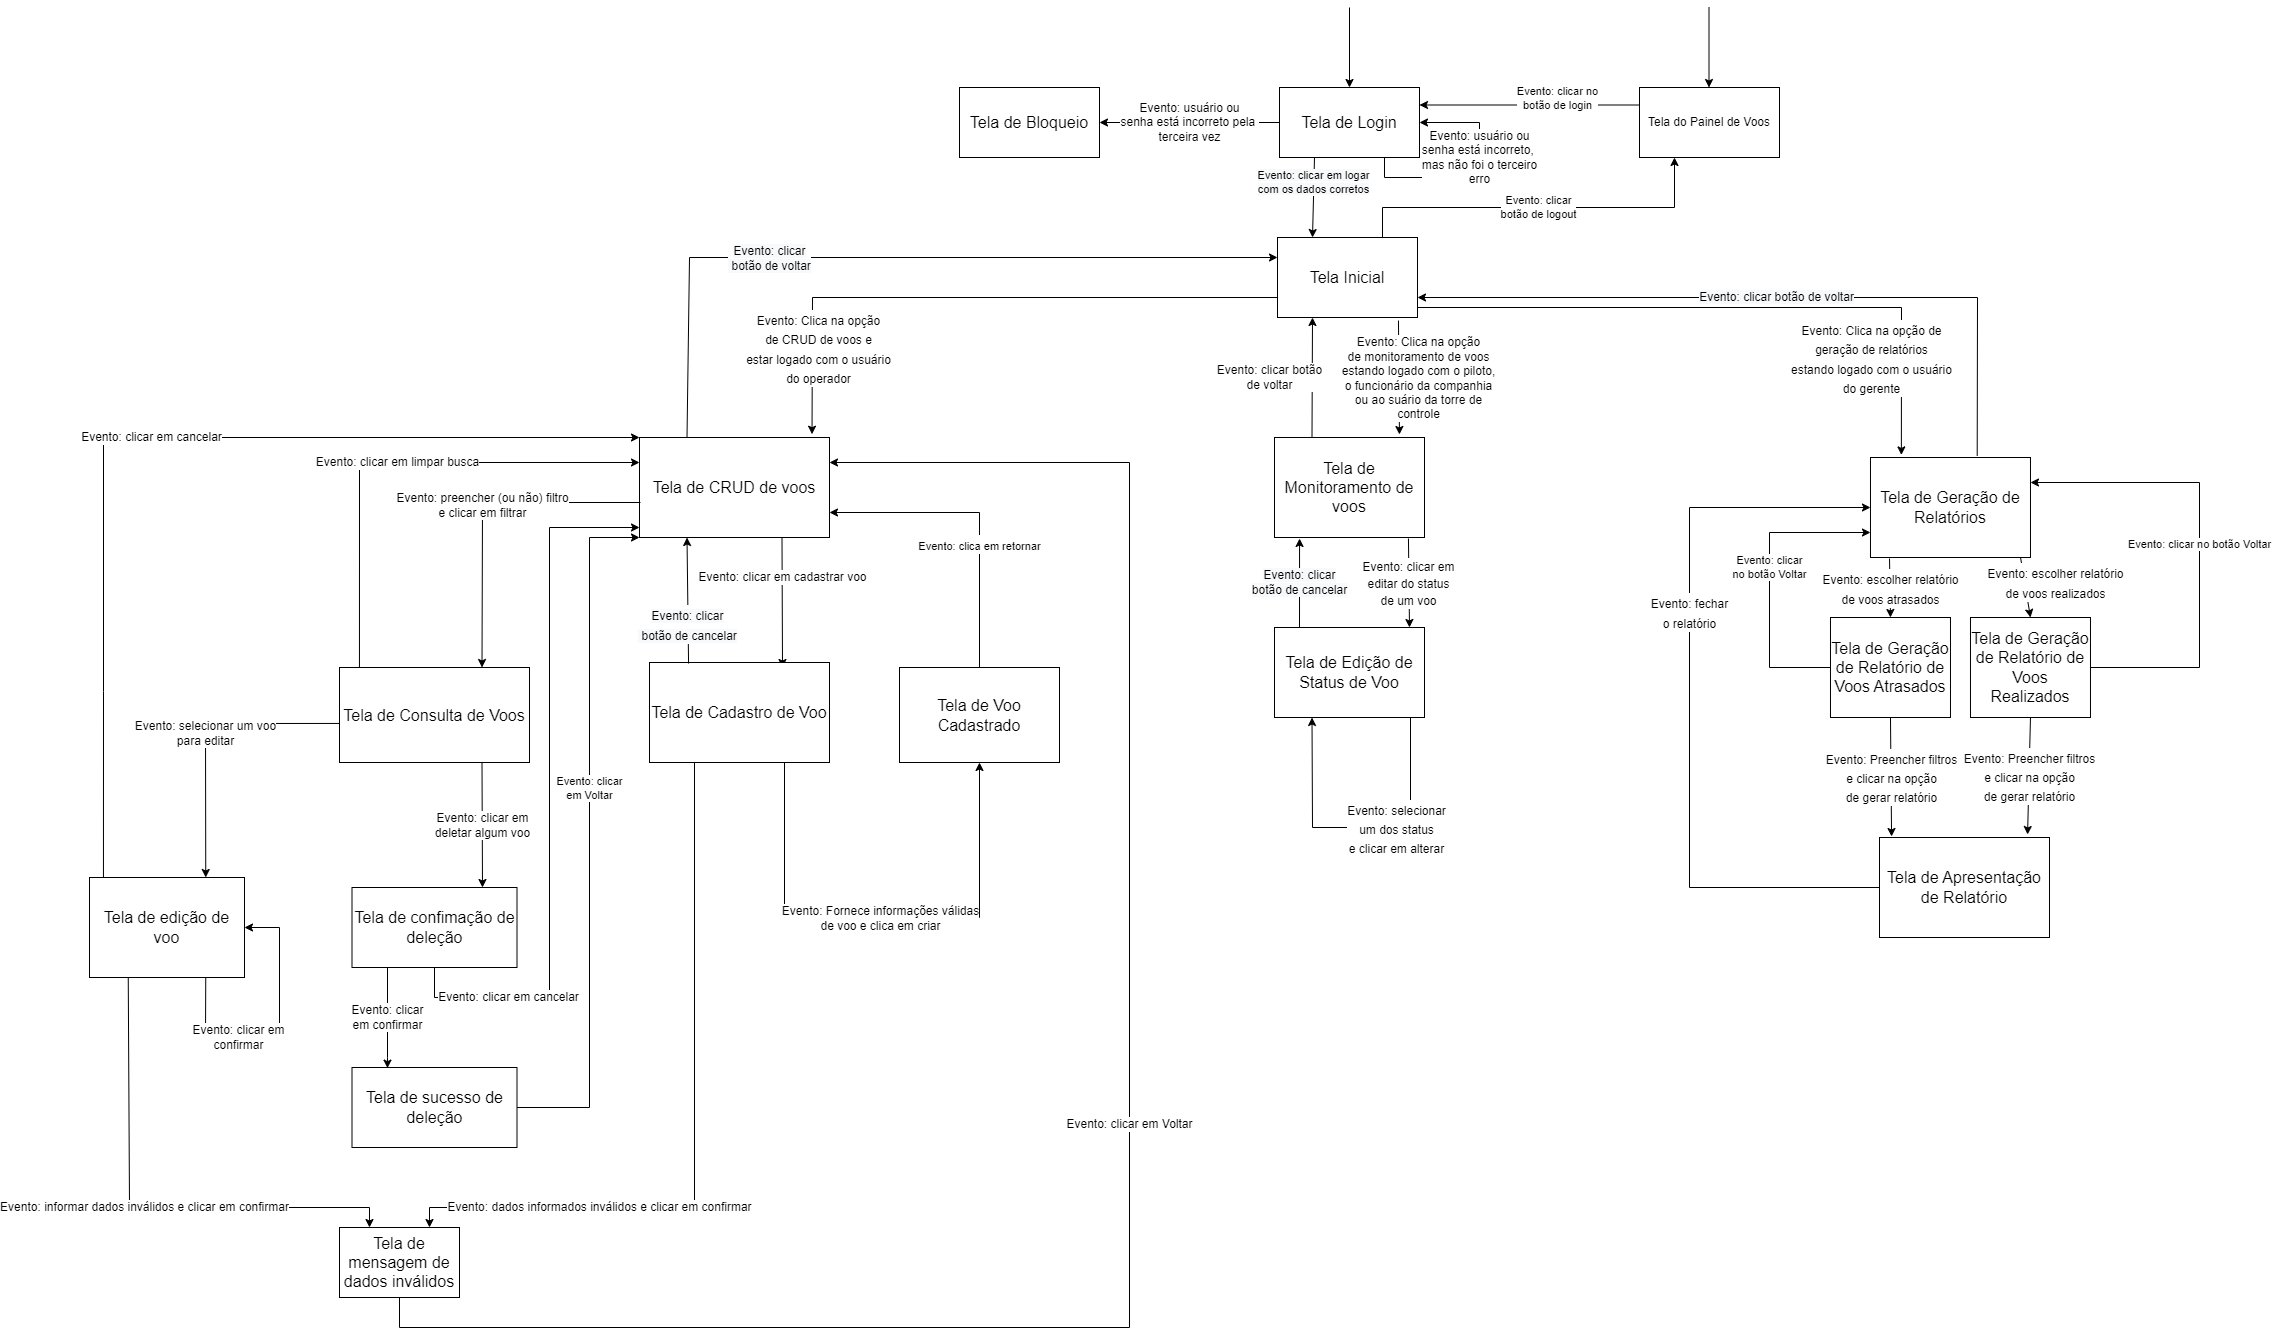 Evento: clicar no
botão de login
Tela de Bloqueio
Evento: usuário ou
senha está incorreto pela
terceira vez
Tela de Login
Tela do Painel de Voos
Evento: usuário ou
senha está incorreto,
mas não foi o terceiro
erro
Evento: clicar em logar
com os dados corretos
Evento: clicar
botão de logout
Evento: clicar
botão de voltar
Tela Inicial
Evento: clicar botão de voltar
Evento: Clica na opção
de CRUD de voos e
estar logado com o usuário
do operador
Evento: clicar botão
de voltar
Evento: Clica na opção
de monitoramento de voos
estando logado com o piloto,
o funcionário da companhia
ou ao suário da torre de
controle
Evento: Clica na opção de
geração de relatórios
estando logado com o usuário
do gerente
Evento: clicar em cancelar
Evento: clicar em limpar busca
Evento: preencher (ou não) filtro
e clicar em filtrar
Tela de CRUD de voos
Tela de
Monitoramento de
voos
Tela de Geração de
Relatórios
Evento: clica em retornar
Evento: clicar no botão Voltar
Evento: clicar em cadastrar voo
Evento: clicar
botão de cancelar
Evento: clicar
botão de cancelar
Evento: clicar em
editar do status
de um voo
Evento: clicar
no botão Voltar
Evento: escolher relatório
de voos atrasados
Evento: escolher relatório
de voos realizados
Evento: fechar
o relatório
Tela de Consulta de Voos
Tela de Cadastro de Voo
Tela de Voo
Cadastrado
Tela de Edição de
Status de Voo
Tela de Geração
de Relatório de
Voos Atrasados
Tela de Geração
de Relatório de
Voos
Realizados
Evento: selecionar um voo
para editar
Evento: clicar
em Voltar
Evento: clicar em
deletar algum voo
Evento: selecionar
um dos status
e clicar em alterar
Evento: Preencher filtros
e clicar na opção
de gerar relatório
Evento: Preencher filtros
e clicar na opção
de gerar relatório
Tela de edição de
voo
Tela de confimação de
deleção
Evento: Fornece informações válidas
de voo e clica em criar
Tela de Apresentação
de Relatório
Evento: clicar em
confirmar
Evento: clicar
em confirmar
Evento: clicar em cancelar
Tela de sucesso de
deleção
Evento: clicar em Voltar
Evento: informar dados inválidos e clicar em confirmar
Evento: dados informados inválidos e clicar em confirmar
Tela de
mensagem de
dados inválidos